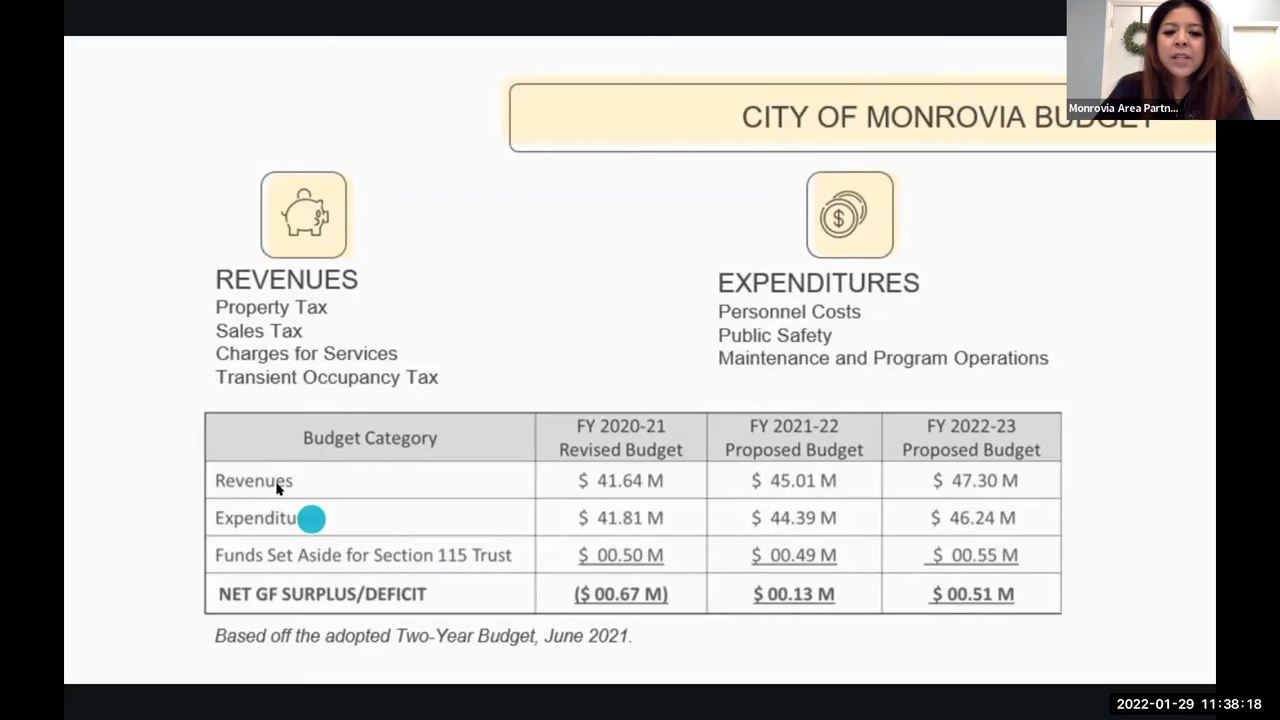 CITY OF MONROVIA BUDGET
Monrovia Area Partn...
REVENUES
Property Tax
Sales Tax
Charges for Services
Transient Occupancy Tax
EXPENDITURES
Personnel Costs
Public Safety
Maintenance and Program Operations
Budget Category FY 2020-21 Revised Budget FY 2021-22 Proposed Budget FY 2022-23 Proposed Budget
Revenues $ 41.64 M $ 45.01 M $ 47.30 M
Expenditu $ 41.81 M $ 44.39 M $ 46.24 M
Funds Set Aside for Section 115 Trust $ 00.50 M $ 00.49 M $ 00.55 M
NET GF SURPLUS/DEFICIT ($ 00.67 M) $ 00.13 M $ 00.51 M
Based off the adopted Two-Year Budget, June 2021.
2022-01-29 11:38:18